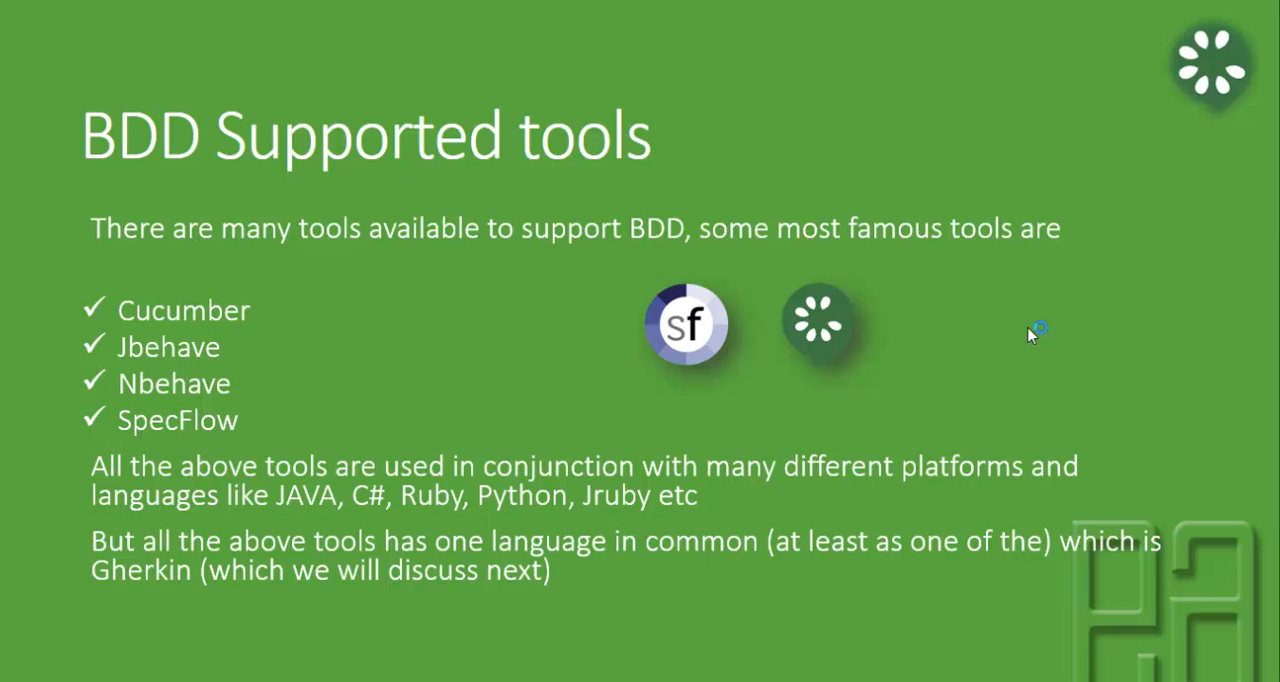 BDD Supported tools
There are many tools available to support BDD, some most famous tools are
✓ Cucumber
✓ Jbehave
✓ Nbehave
✓ SpecFlow
sf
All the above tools are used in conjunction with many different platforms and
languages like JAVA, C#, Ruby, Python, Jruby etc
But all the above tools has one language in common (at least as one of the) which is
Gherkin (which we will discuss next)